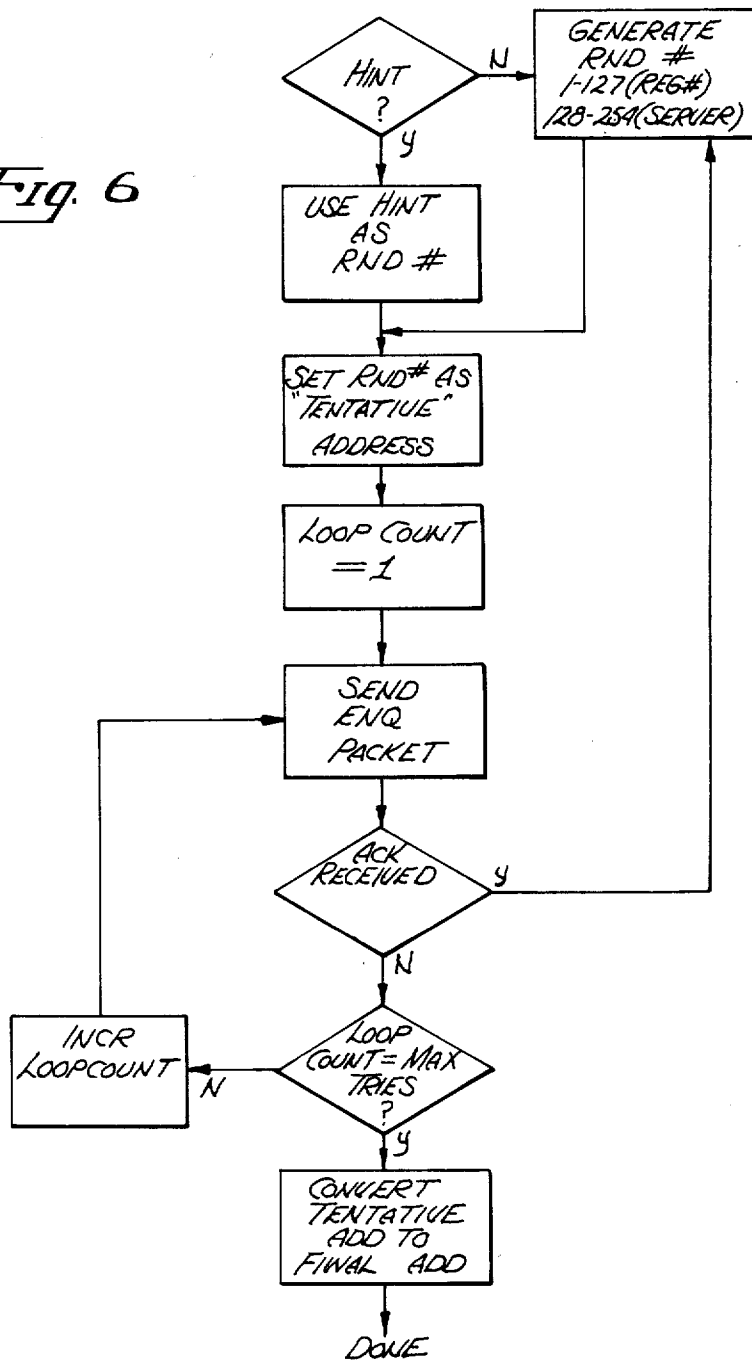 Fig. 6
HINT
?
N
Y
GENERATE
RND #
1-127(REG#)
128-254(SERVER)
USE HINT
AS
RND #
SET RND# AS
"TENTATIVE"
ADDRESS
LOOP COUNT
= 1
SEND
ENQ
PACKET
ACK
RECEIVED
Y
N
LOOP
COUNT = MAX
TRIES
?
N
Y
INCR
LOOPCOUNT
CONVERT
TENTATIVE
ADD TO
FINAL ADD
DONE